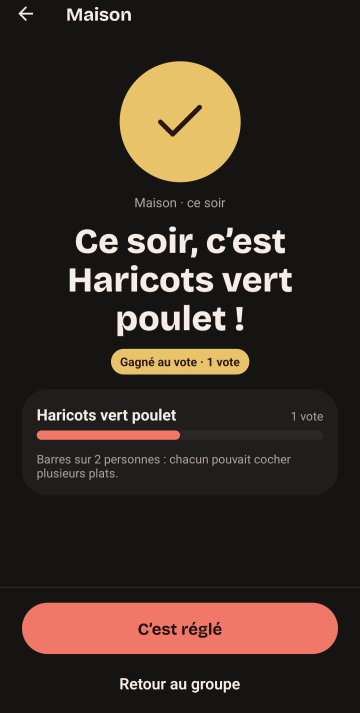 Maison
Maison · ce soir
Ce soir, c’est
Haricots vert
poulet !
Gagné au vote · 1 vote
Haricots vert poulet 1 vote
Barres sur 2 personnes : chacun pouvait cocher
plusieurs plats.
C’est réglé
Retour au groupe